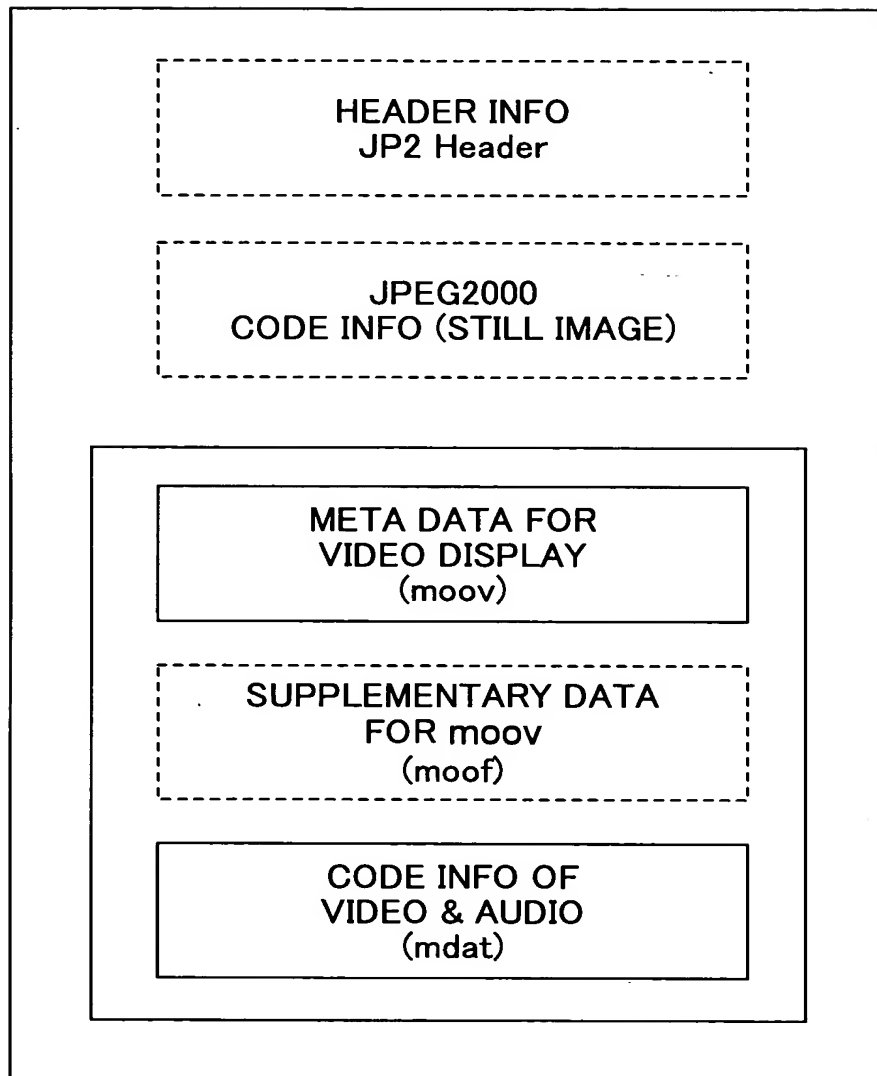 HEADER INFO
JP2 Header
JPEG2000
CODE INFO (STILL IMAGE)
META DATA FOR
VIDEO DISPLAY
(moov)
SUPPLEMENTARY DATA
FOR moov
(moof)
CODE INFO OF
VIDEO & AUDIO
(mdat)